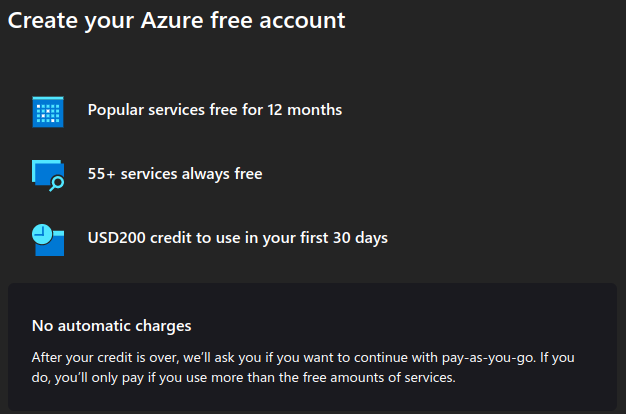 Create your Azure free account
Popular services free for 12 months
55+ services always free
USD200 credit to use in your first 30 days
No automatic charges
After your credit is over, we'll ask you if you want to continue with pay-as-you-go. If you
do, you'll only pay if you use more than the free amounts of services.